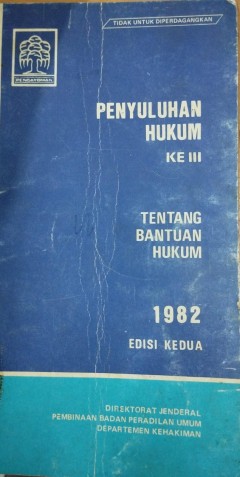 TIDAK UNTUK DIPERDAGANGKAN
PENGAYOMAN
PENYULUHAN
HUKUM
KE III
TENTANG
BANTUAN
HUKUM
1982
EDISI KEDUA
DIREKTORAT JENDERAL
PEMBINAAN BADAN PERADILAN UMUM
DEPARTEMEN KEHAKIMAN